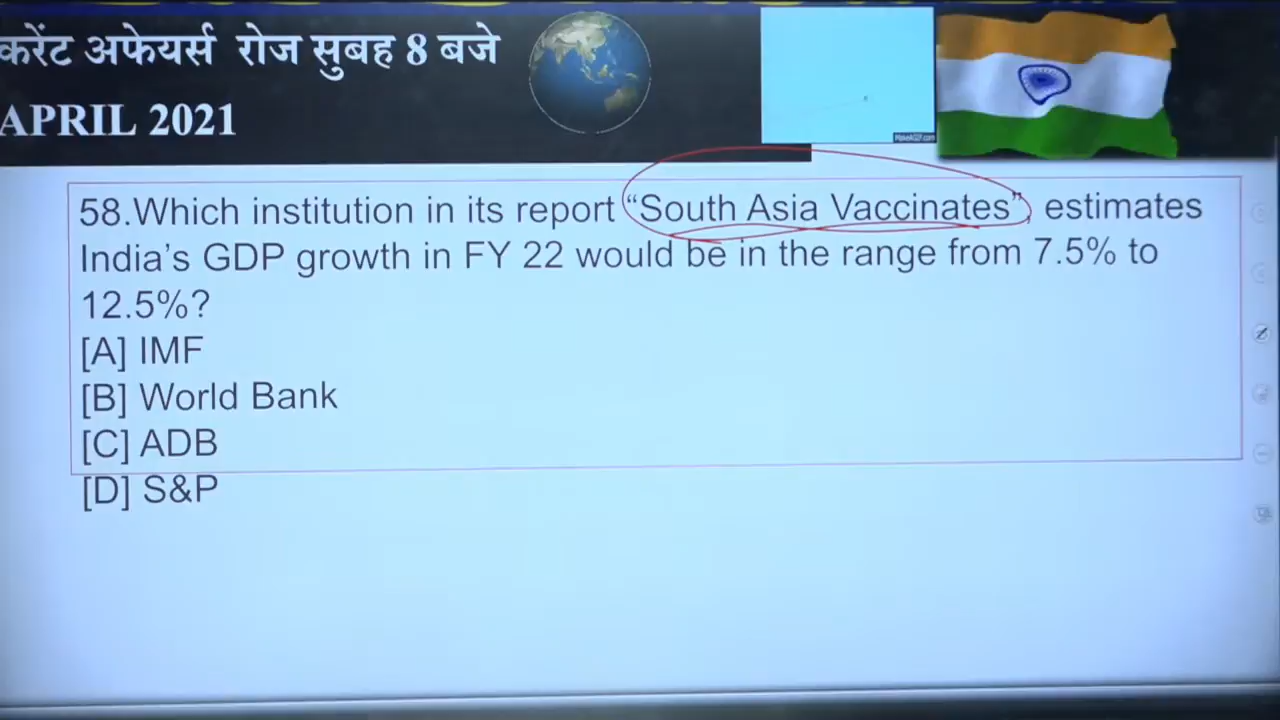 करेंट अफेयर्स रोज सुबह 8 बजे
APRIL 2021
MakeAGIF.com
58.Which institution in its report “South Asia Vaccinates”, estimates
India’s GDP growth in FY 22 would be in the range from 7.5% to
12.5%?
[A] IMF
[B] World Bank
[C] ADB
[D] S&P